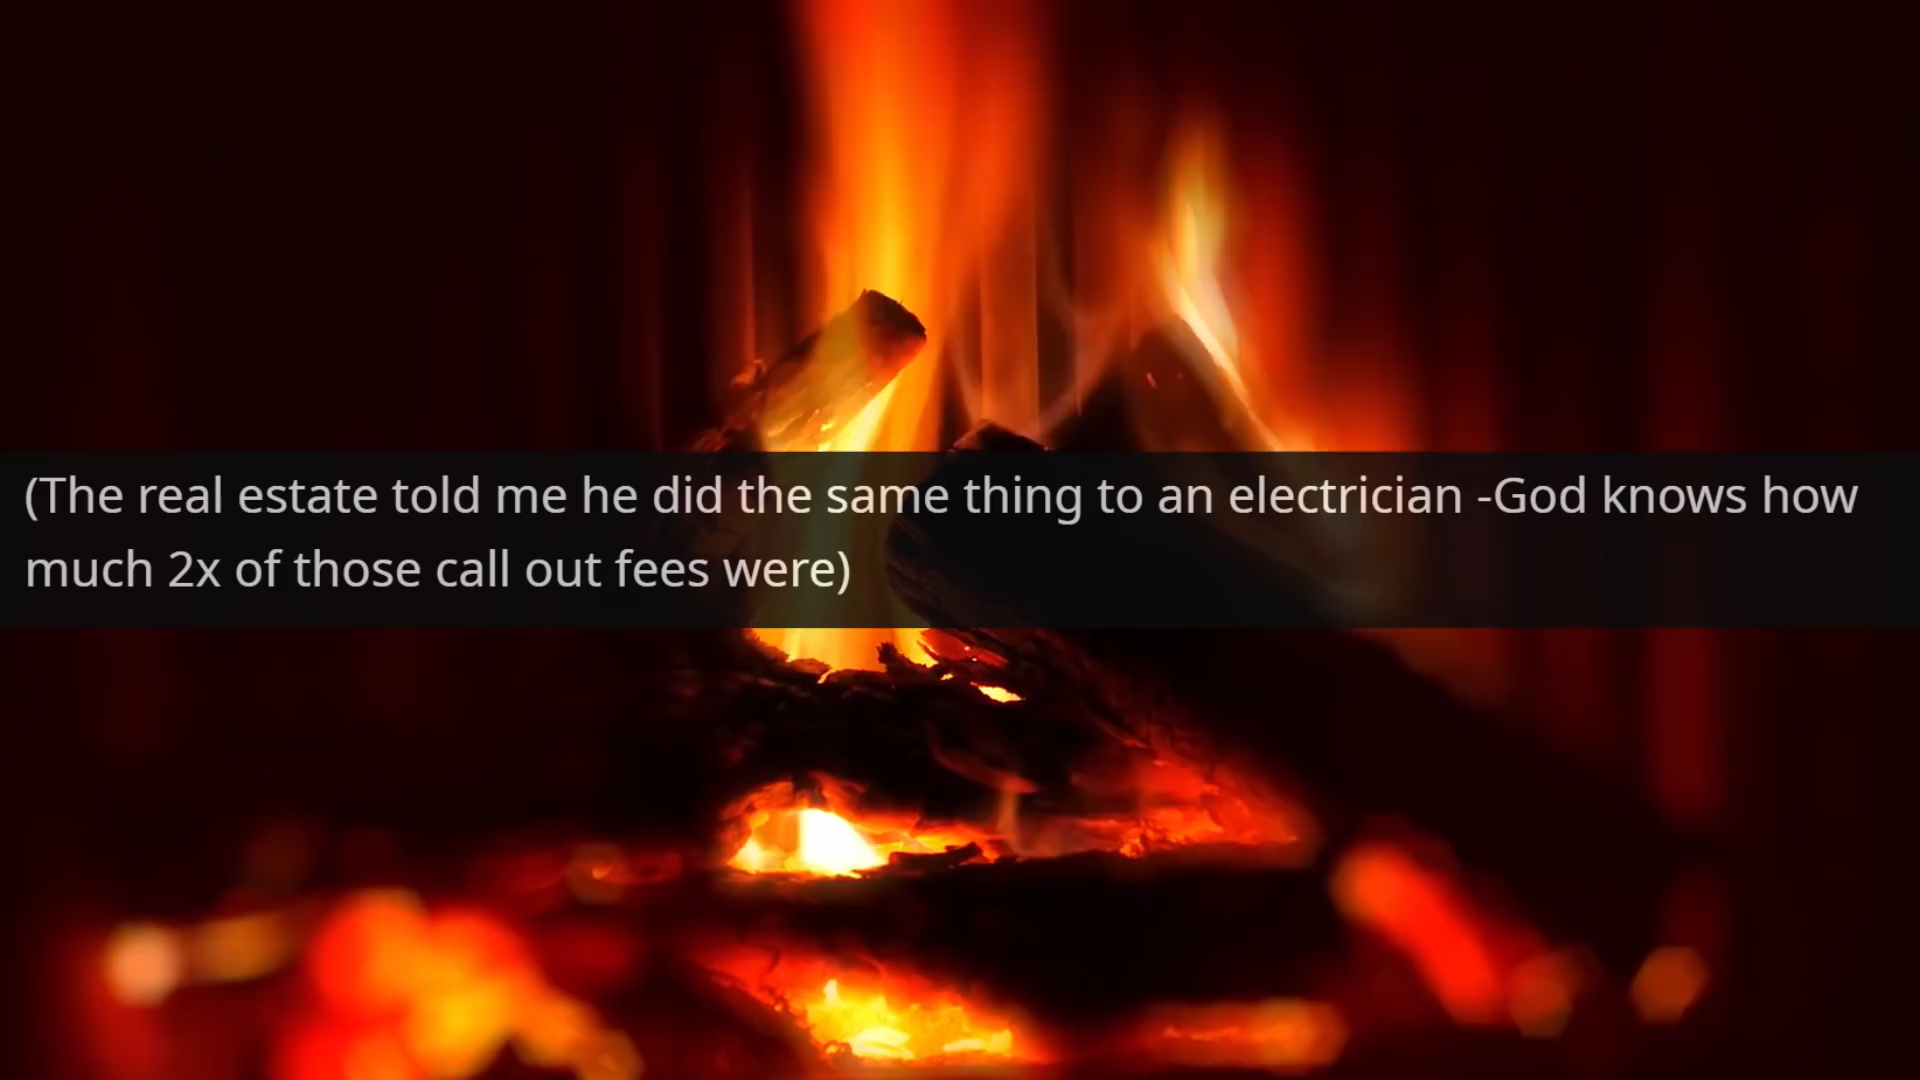 (The real estate told me he did the same thing to an electrician -God knows how
much 2x of those call out fees were)